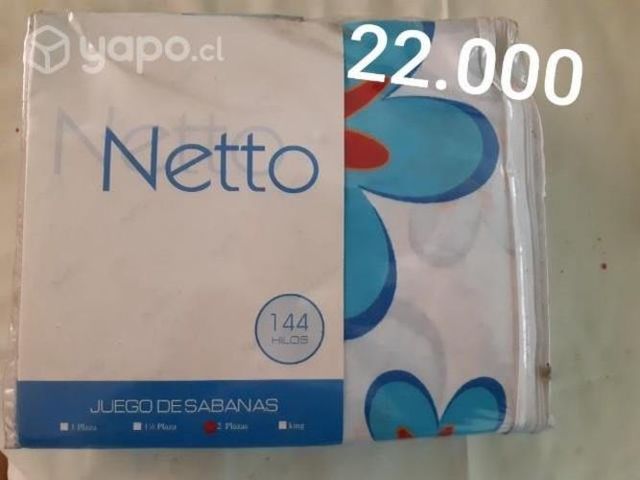 yapo.cl
22.000
Netto
144
HILOS
JUEGO DE SABANAS
1 Plaza 1½ Plaza 2 Plazas king